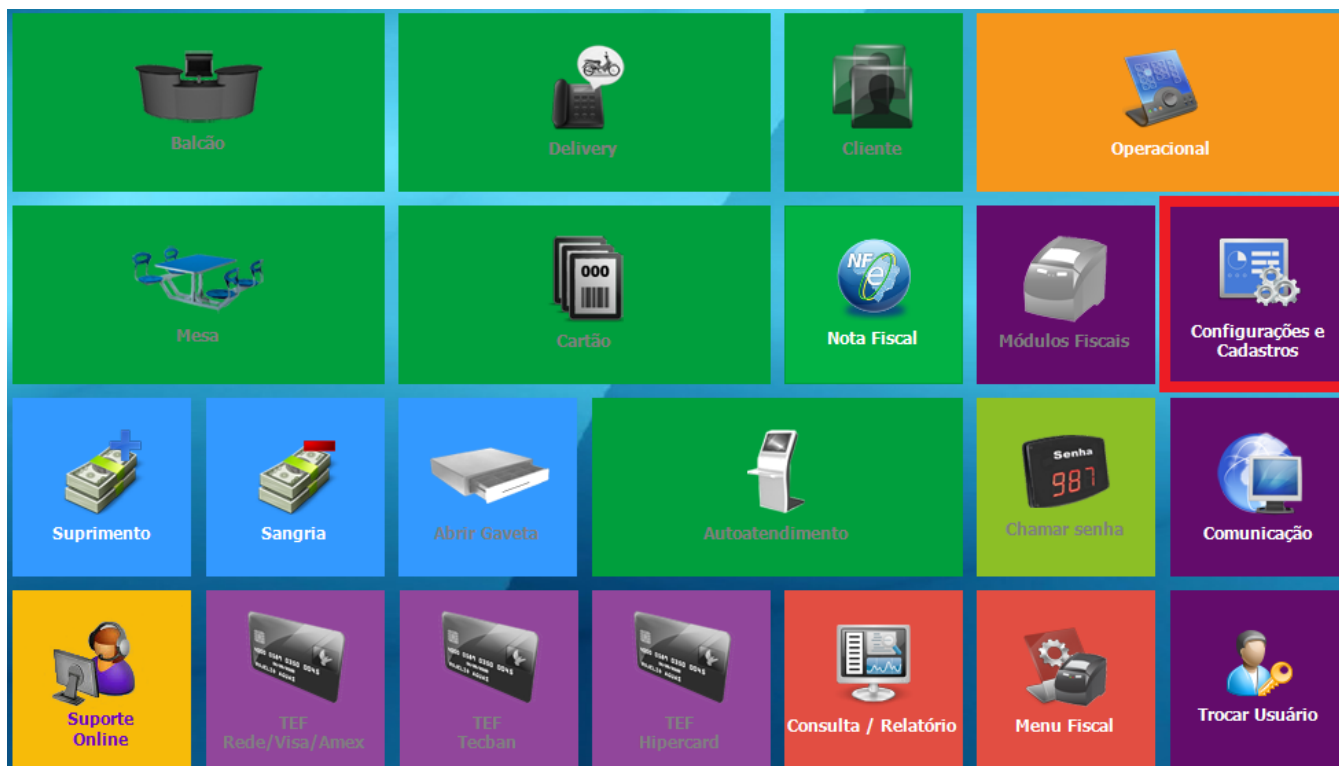 Balcão
Delivery
Cliente
Operacional
Mesa
000
Cartão
NF
e
Nota Fiscal
Módulos Fiscais
Configurações e
Cadastros
Suprimento
Sangria
Abrir Gaveta
Autoatendimento
Senha
987
Chamar senha
Comunicação
Suporte
Online
TEF
Rede/Visa/Amex
TEF
Tecban
TEF
Hipercard
Consulta / Relatório
Menu Fiscal
Trocar Usuário